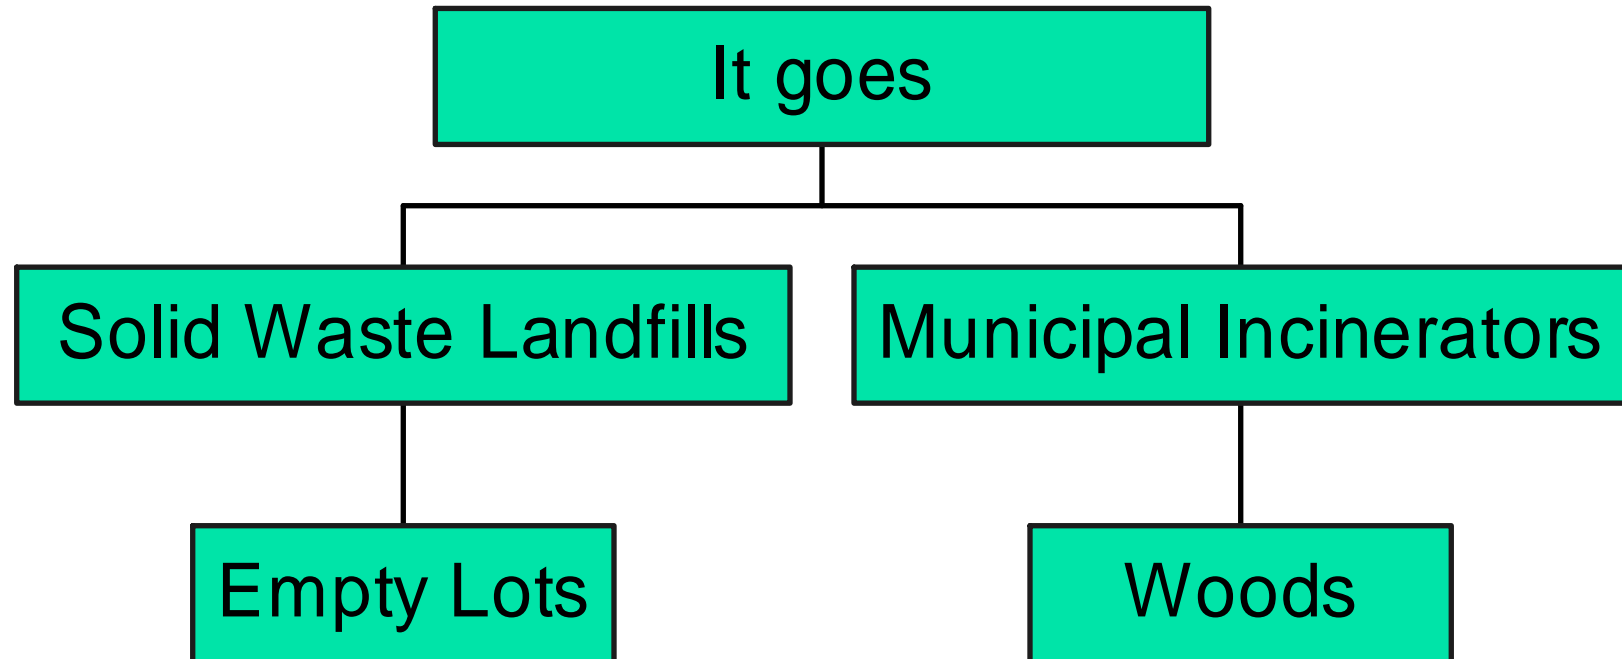 It goes
Solid Waste Landfills
Municipal Incinerators
Empty Lots
Woods